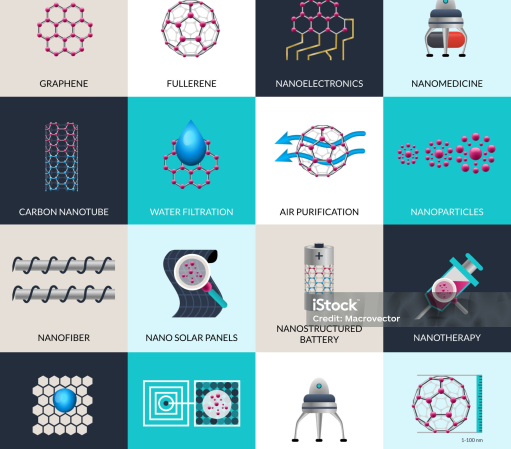 GRAPHENE
FULLERENE
NANOELECTRONICS
NANOMEDICINE
CARBON NANOTUBE
WATER FILTRATION
AIR PURIFICATION
NANOPARTICLES
iStock
Credit: Macrovector
NANOFIBER
NANO SOLAR PANELS
NANOSTRUCTURED
BATTERY
NANOTHERAPY
1-100 nm